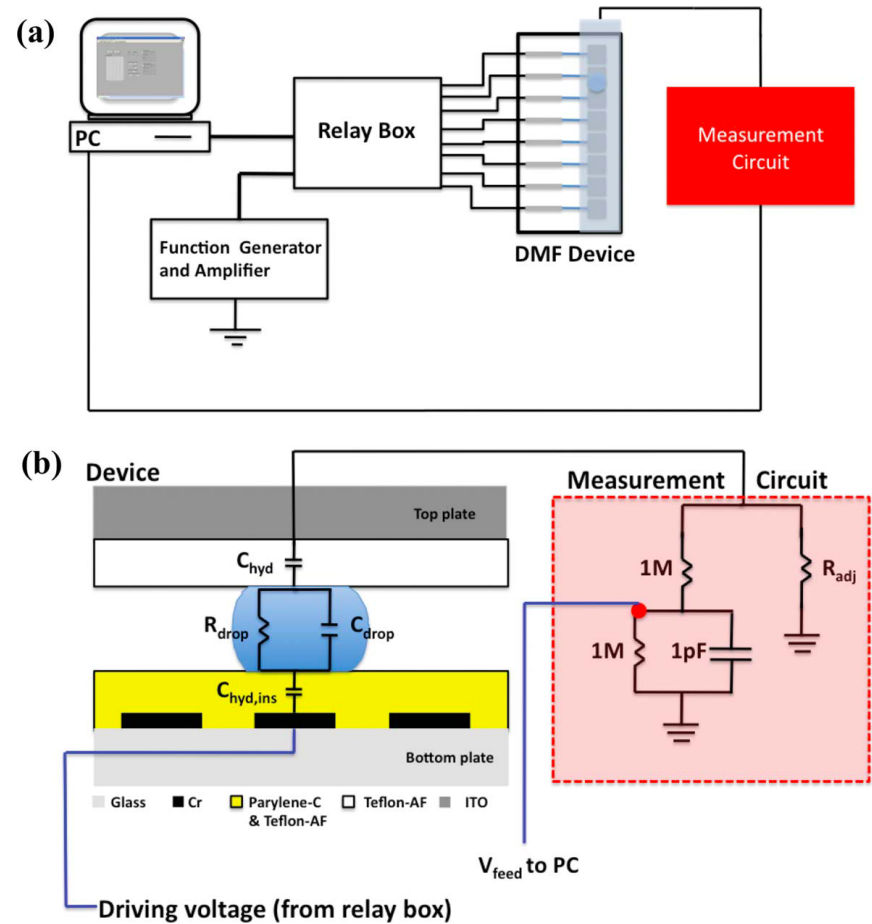 (a)
PC
Relay Box
Function Generator
and Amplifier
DMF Device
Measurement
Circuit
(b)
Device
Top plate
C_hyd
R_drop
C_drop
C_hyd,ins
Bottom plate
Glass
Cr
Parylene-C
& Teflon-AF
Teflon-AF
ITO
Driving voltage (from relay box)
Measurement Circuit
1M
R_adj
1M
1pF
V_feed to PC